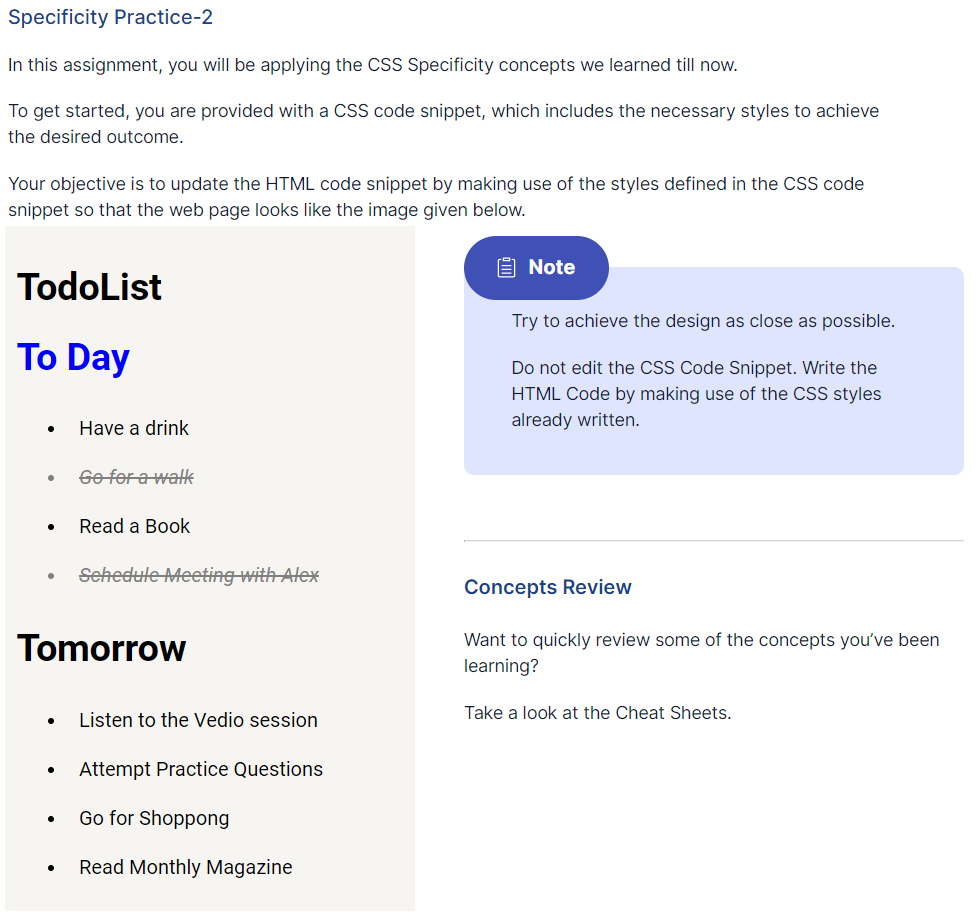 Specificity Practice-2
In this assignment, you will be applying the CSS Specificity concepts we learned till now.
To get started, you are provided with a CSS code snippet, which includes the necessary styles to achieve
the desired outcome.
Your objective is to update the HTML code snippet by making use of the styles defined in the CSS code
snippet so that the web page looks like the image given below.
TodoList
To Day
Have a drink
Go for a walk
Read a Book
Schedule Meeting with Alex
Tomorrow
Listen to the Vedio session
Attempt Practice Questions
Go for Shoppong
Read Monthly Magazine
Note
Try to achieve the design as close as possible.
Do not edit the CSS Code Snippet. Write the
HTML Code by making use of the CSS styles
already written.
Concepts Review
Want to quickly review some of the concepts you’ve been
learning?
Take a look at the Cheat Sheets.